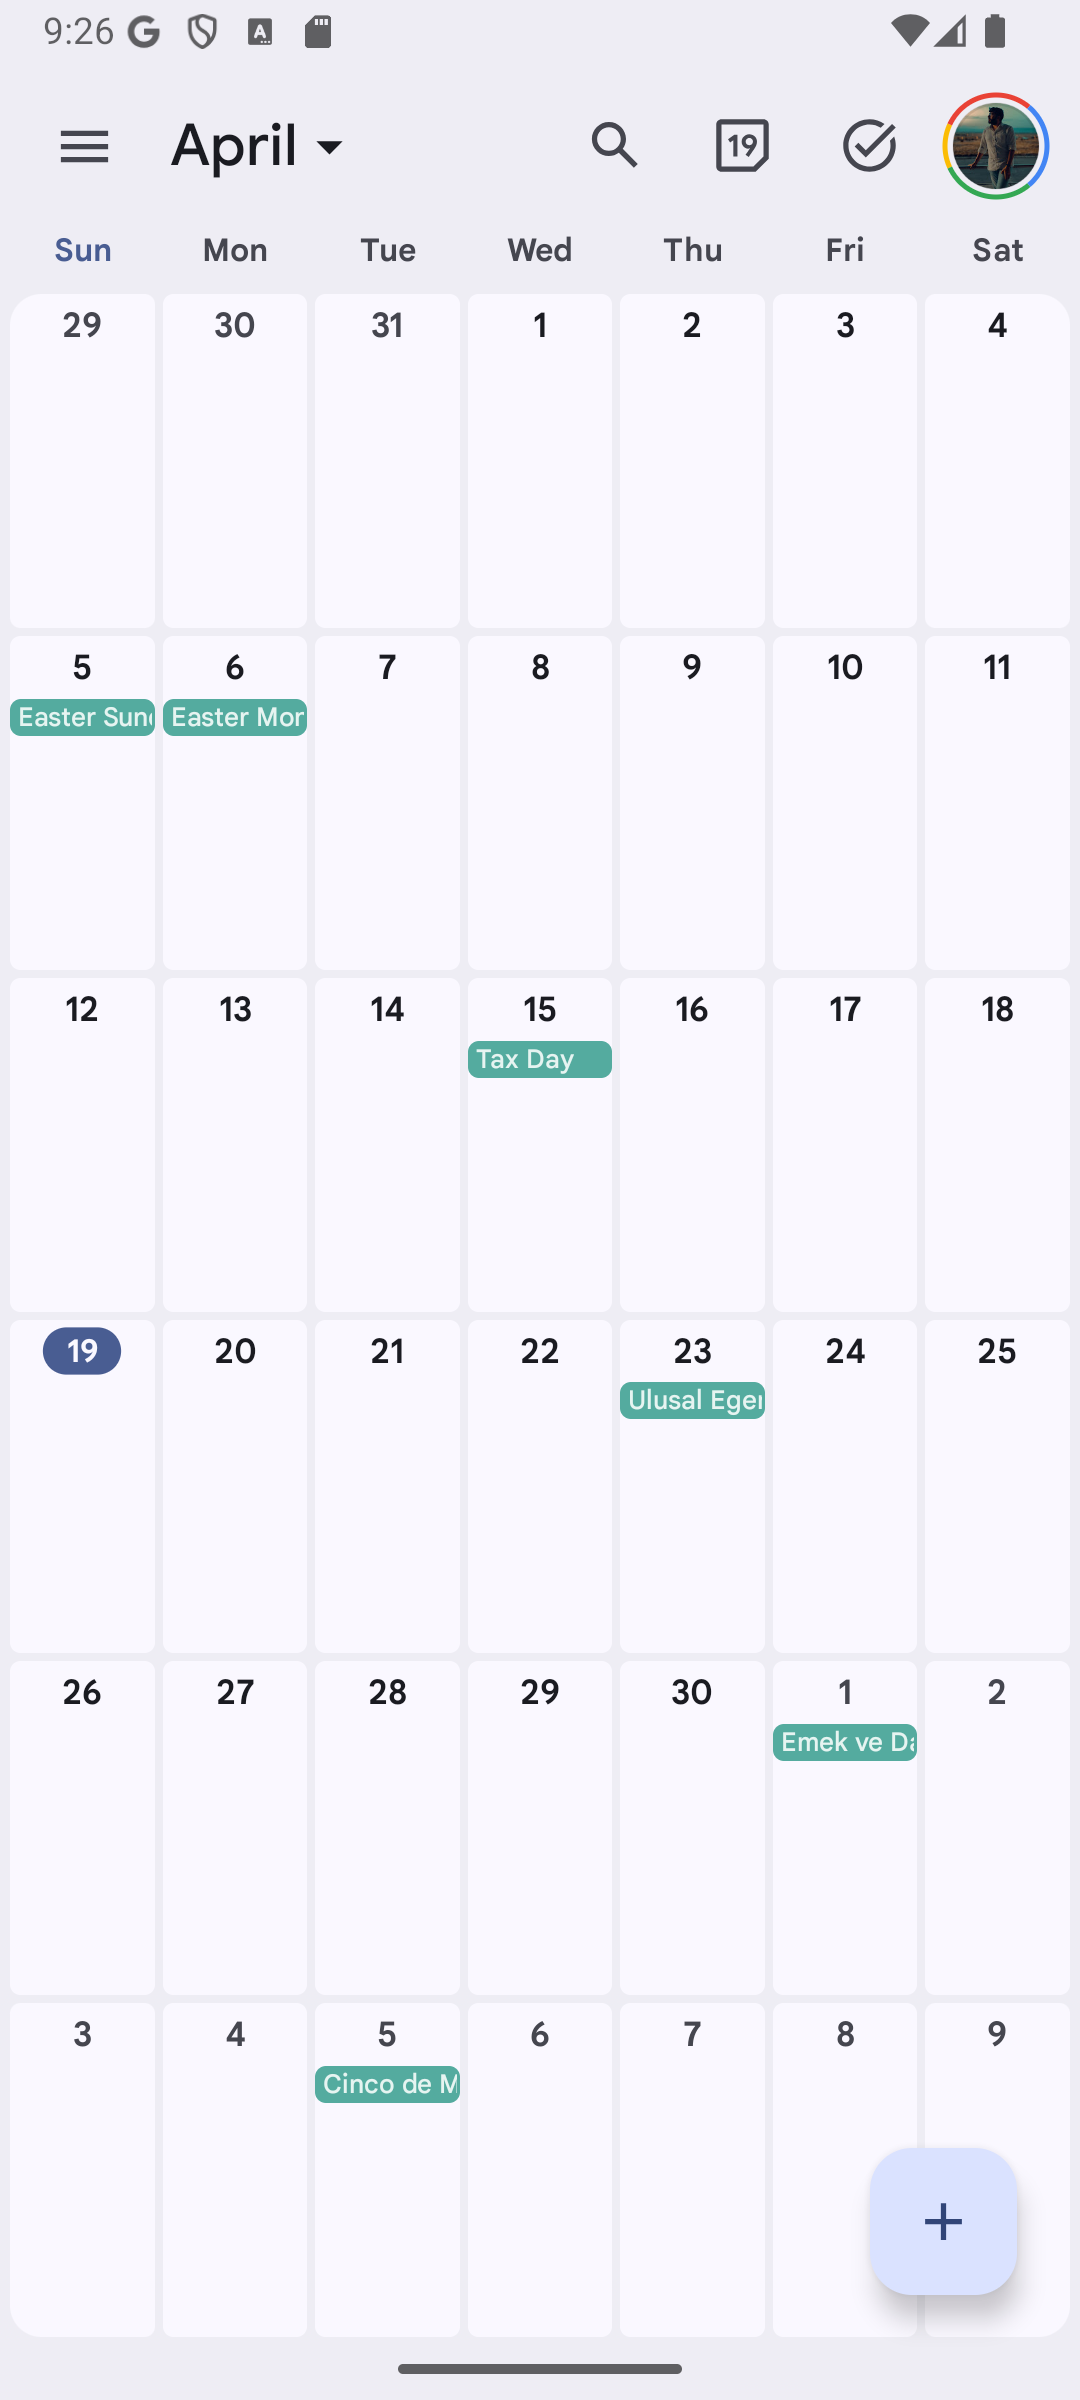 9:26
April
19
Sun Mon Tue Wed Thu Fri Sat
29 30 31 1 2 3 4
5 6 7 8 9 10 11
Easter Sun Easter Mon
12 13 14 15 16 17 18
Tax Day
19 20 21 22 23 24 25
Ulusal Eger
26 27 28 29 30 1 2
Emek ve Da
3 4 5 6 7 8 9
Cinco de M